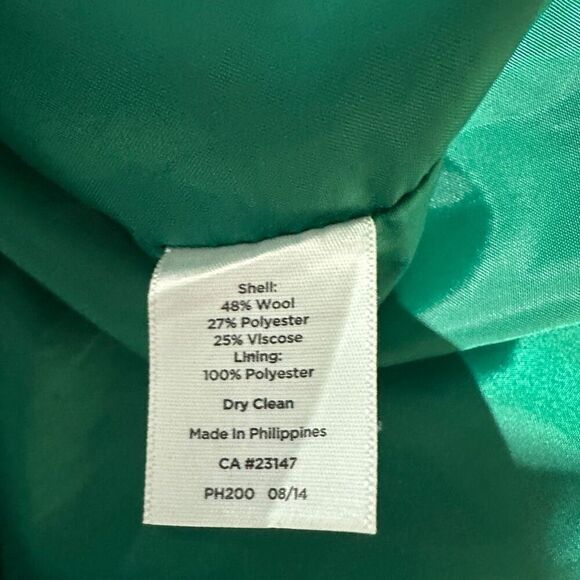 Shell:
48% Wool
27% Polyester
25% Viscose
Lining:
100% Polyester
Dry Clean
Made In Philippines
CA #23147
PH200 08/14